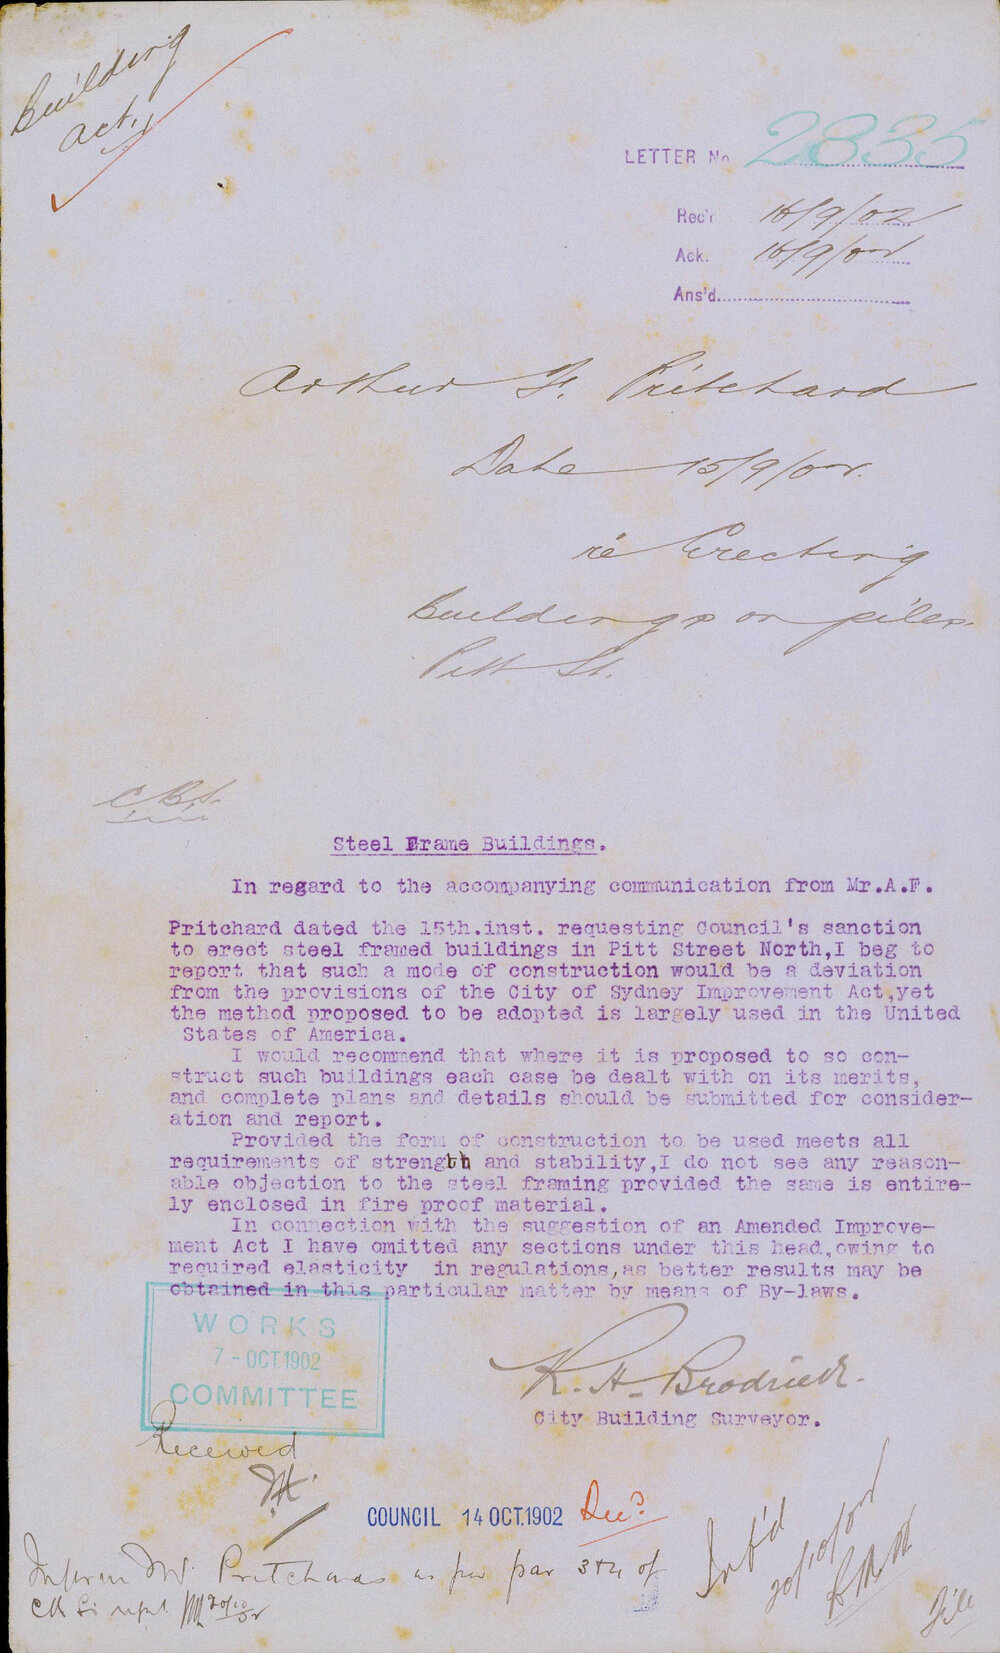 Building
Act.
LETTER No 2835
Rec'd 16/9/02
Ack. 16/9/02
Ans'd
Arthur F. Pritchard
Date 15/9/02.
re Erecting
Buildings on piles
Pitt St.
C B S.
Steel Frame Buildings.
In regard to the accompanying communication from Mr.A.F.
Pritchard dated the 15th.inst. requesting Council's sanction
to erect steel framed buildings in Pitt Street North,I beg to
report that such a mode of construction would be a deviation
from the provisions of the City of Sydney Improvement Act,yet
the method proposed to be adopted is largely used in the United
States of America.
I would recommend that where it is proposed to so con-
struct such buildings each case be dealt with on its merits,
and complete plans and details should be submitted for consider-
ation and report.
Provided the form of construction to be used meets all
requirements of strength and stability,I do not see any reason-
able objection to the steel framing provided the same is entire-
ly enclosed in fire proof material.
In connection with the suggestion of an Amended Improve-
ment Act I have omitted any sections under this head,owing to
required elasticity in regulations,as better results may be
obtained in this particular matter by means of By-laws.
WORKS
7 - OCT.1902
COMMITTEE
R. H. Brodrick.
City Building Surveyor.
Received
COUNCIL 14 OCT.1902
Inform Mr. Pritchard as per par 3 & 4 of
C B S's rept. 20/10/02
20/10/02
File